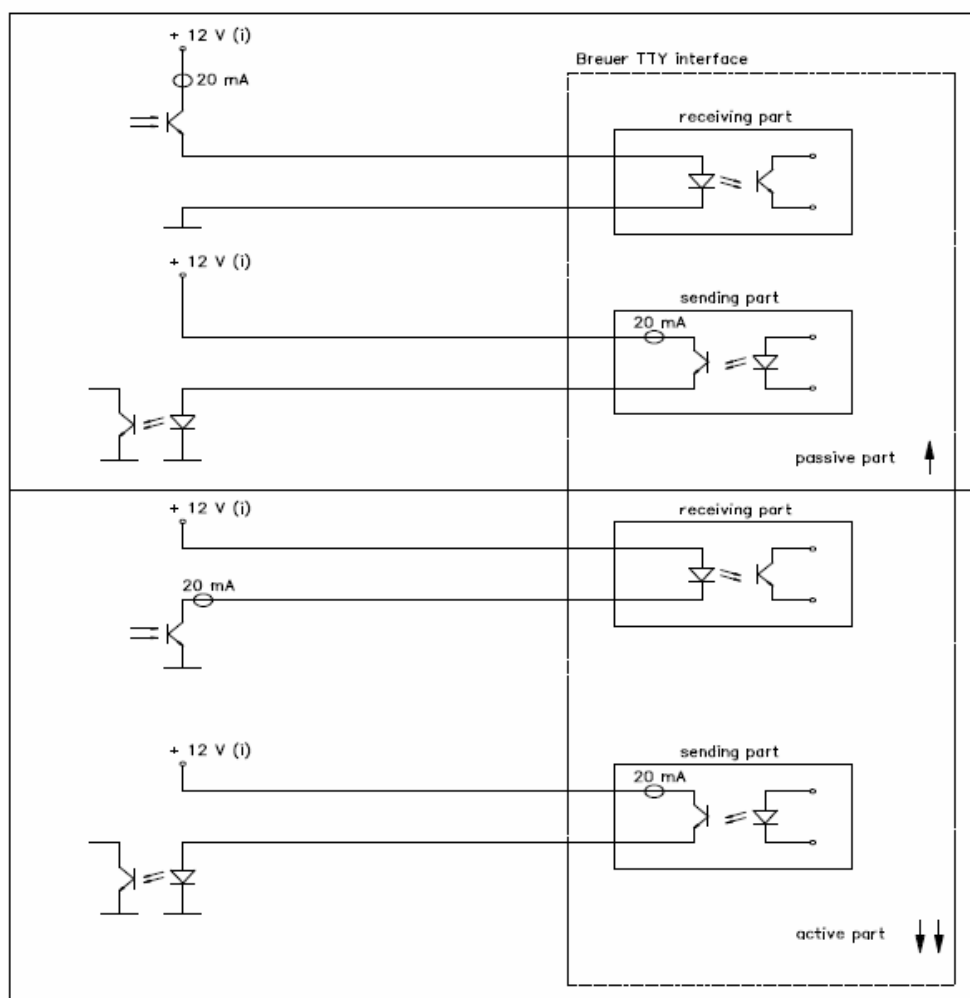 + 12 V (i)
Breuer TTY interface
20 mA
receiving part
+ 12 V (i)
sending part
20 mA
passive part
+ 12 V (i)
receiving part
20 mA
+ 12 V (i)
sending part
20 mA
active part